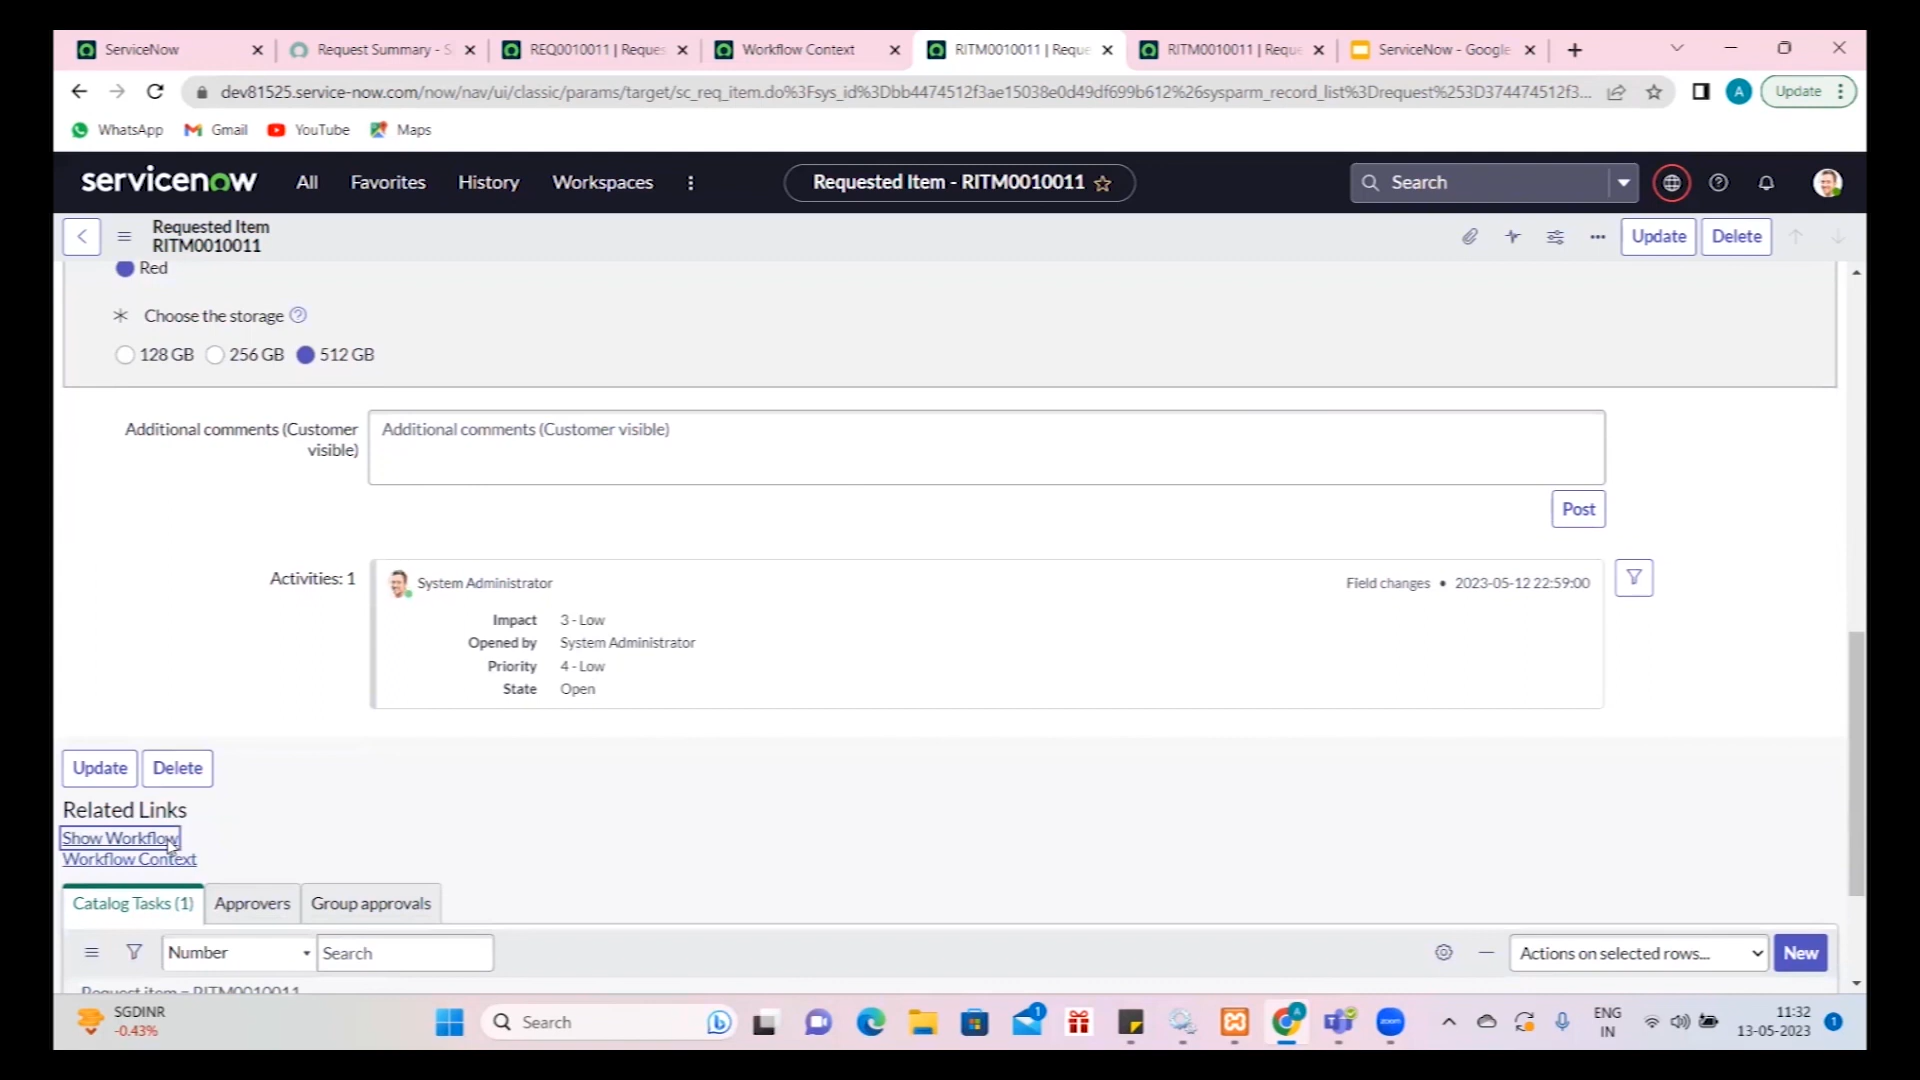 ServiceNow
Request Summary - S
REQ0010011 | Reques
Workflow Context
RITM0010011 | Reque
RITM0010011 | Reque
ServiceNow - Google
dev81525.service-now.com/now/nav/ui/classic/params/target/sc_req_item.do%3Fsys_id%3Dbb4474512f3ae15038e0d49df699b612%26sysparm_record_list%3Drequest%253D374474512f3...
A
Update
WhatsApp
Gmail
YouTube
Maps
servicenow
All
Favorites
History
Workspaces
Requested Item - RITM0010011
Search
Requested Item
RITM0010011
Update
Delete
Red
* Choose the storage
128 GB
256 GB
512 GB
Additional comments (Customer visible)
Additional comments (Customer visible)
Post
Activities: 1
System Administrator
Field changes • 2023-05-12 22:59:00
Impact 3 - Low
Opened by System Administrator
Priority 4 - Low
State Open
Update
Delete
Related Links
Show Workflow
Workflow Context
Catalog Tasks (1)
Approvers
Group approvals
Number
Search
Actions on selected rows...
New
Request item = RITM0010011
SGDINR
-0.43%
Search
1
A
zoom
ENG
IN
11:32
13-05-2023
1